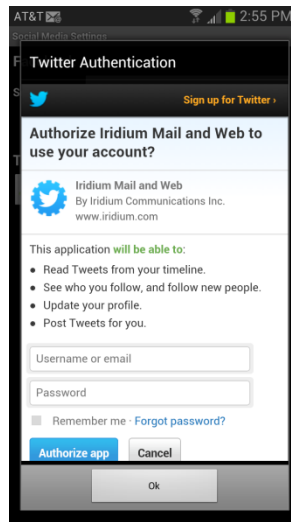 AT&T 2:55 PM
Social Media Settings
F
Twitter Authentication
S
Sign up for Twitter ›
Authorize Iridium Mail and Web to
use your account?
Iridium Mail and Web
By Iridium Communications Inc.
www.iridium.com
T
This application will be able to:
● Read Tweets from your timeline.
● See who you follow, and follow new people.
● Update your profile.
● Post Tweets for you.
Username or email
Password
Remember me · Forgot password?
Authorize app Cancel
Ok